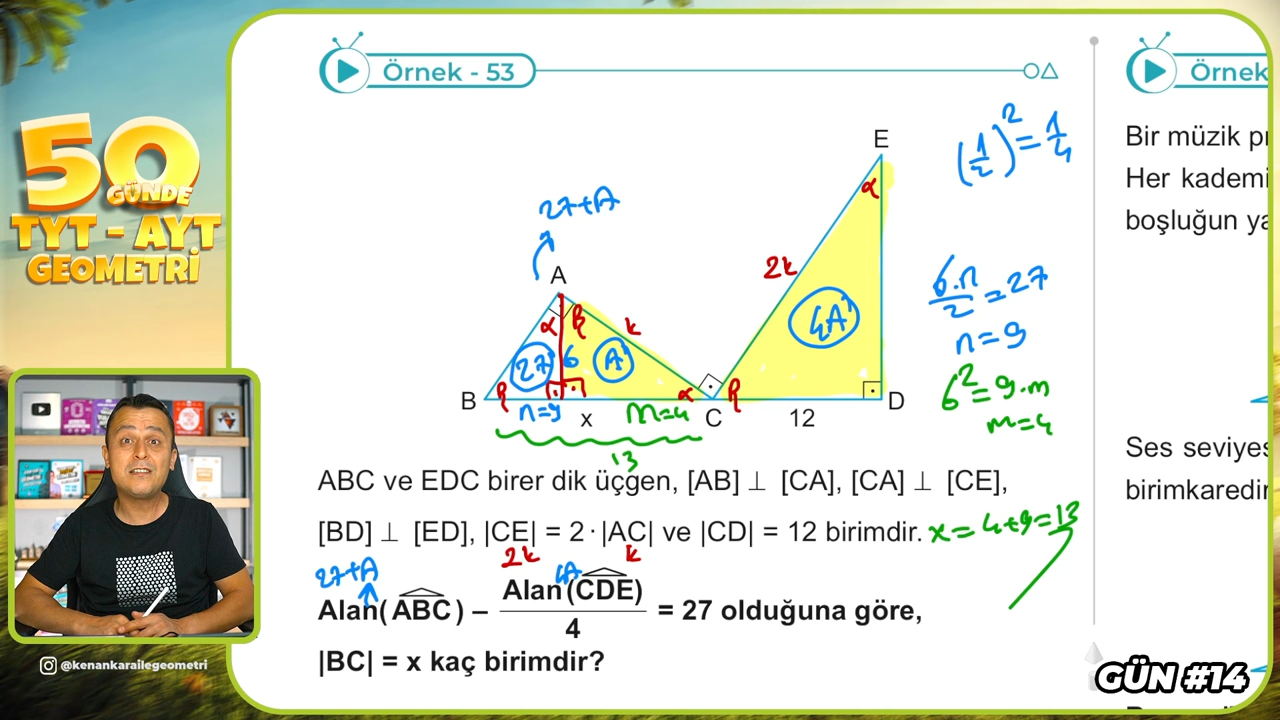 50
GÜNDE
TYT - AYT
GEOMETRİ
@kenankarailegeometri
Örnek - 53
27+A
A
α
β
k
27
6
A
B
β
n=9
x
m=4
α
C
13
E
α
2k
4A
β
12
D
(1/2)²=1/4
6.n/2=27
n=9
6²=9.m
m=4
ABC ve EDC birer dik üçgen, [AB] ⊥ [CA], [CA] ⊥ [CE],
[BD] ⊥ [ED], |CE| = 2·|AC| ve |CD| = 12 birimdir.
x=4+9=13
27+A
2k
k
4A
Alan(ABC) – Alan(CDE)/4 = 27 olduğuna göre,
|BC| = x kaç birimdir?
Örnek
Bir müzik
Her kademi
boşluğun ya
Ses seviyes
birimkaredir
GÜN #14